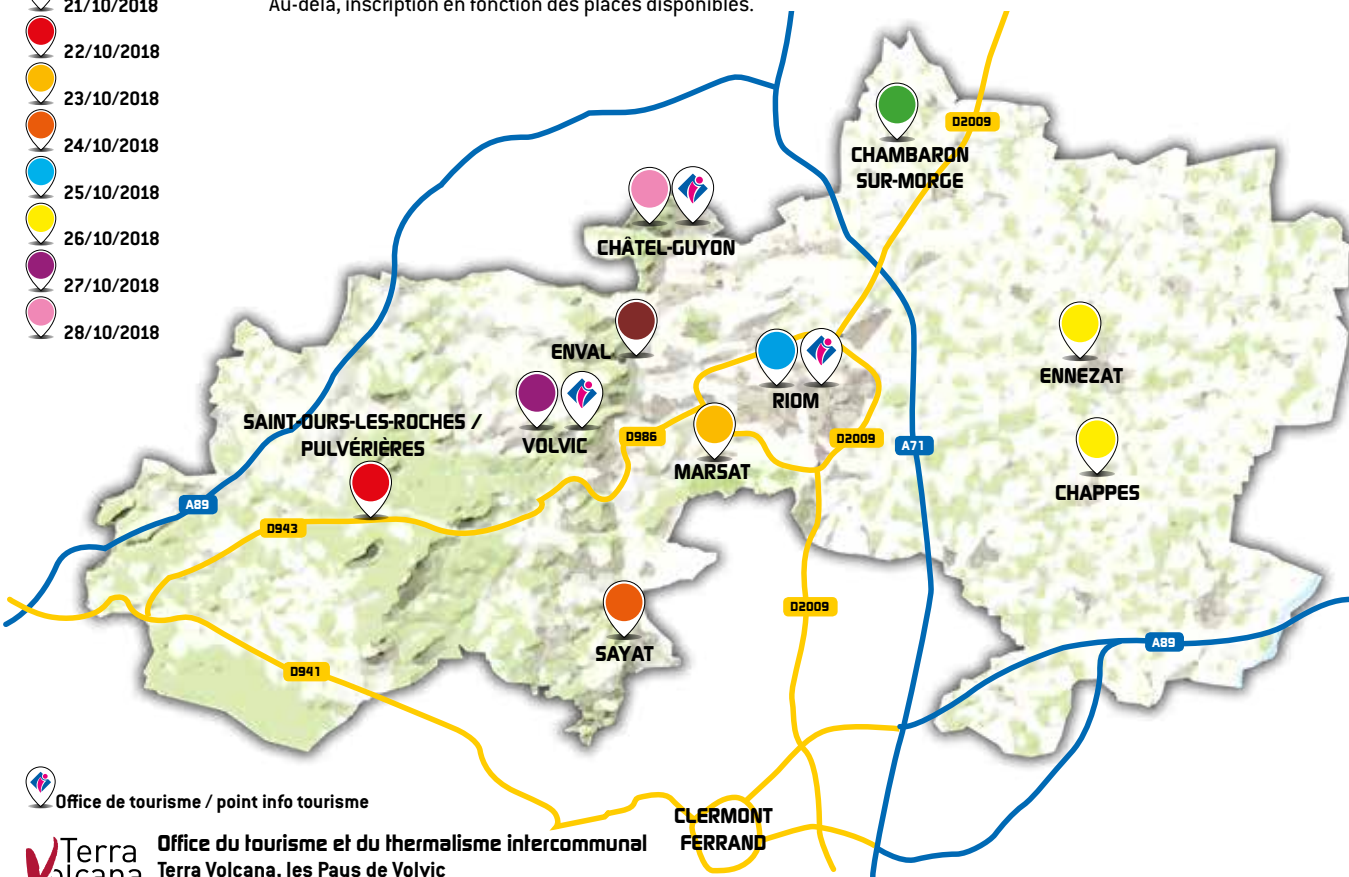 21/10/2018
Au-delà, inscription en fonction des places disponibles.
22/10/2018
23/10/2018
24/10/2018
25/10/2018
26/10/2018
27/10/2018
28/10/2018
D2009
CHAMBARON
SUR-MORGE
CHÂTEL-GUYON
ENVAL
ENNEZAT
RIOM
SAINT-OURS-LES-ROCHES /
PULVÉRIÈRES
VOLVIC
D986
D2009
A71
MARSAT
CHAPPES
A89
D943
D2009
SAYAT
A89
D941
Office de tourisme / point info tourisme
CLERMONT
FERRAND
Terra
Volcana
Office du tourisme et du thermalisme intercommunal
Terra Volcana, les Pays de Volvic